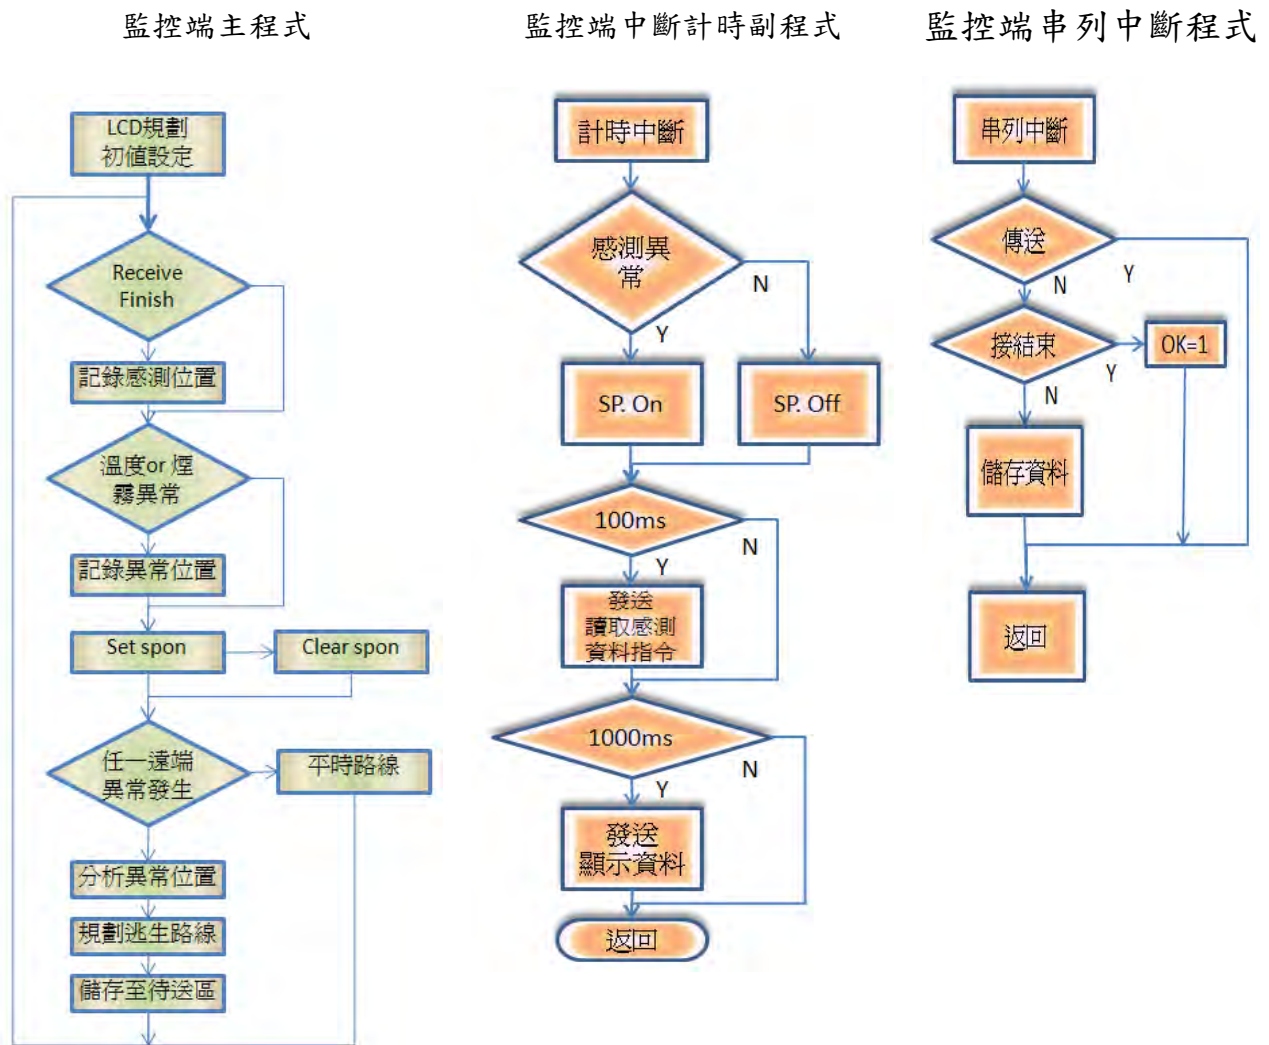 監控端主程式
LCD規劃
初值設定
Receive
Finish
記錄感測位置
溫度or 煙
霧異常
記錄異常位置
Set spon
Clear spon
任一遠端
異常發生
平時路線
分析異常位置
規劃逃生路線
儲存至待送區
監控端中斷計時副程式
計時中斷
感測異
常
N
Y
SP. On
SP. Off
100ms
N
Y
發送
讀取感測
資料指令
1000ms
N
Y
發送
顯示資料
返回
監控端串列中斷程式
串列中斷
傳送
N
Y
接結束
OK=1
Y
N
儲存資料
返回